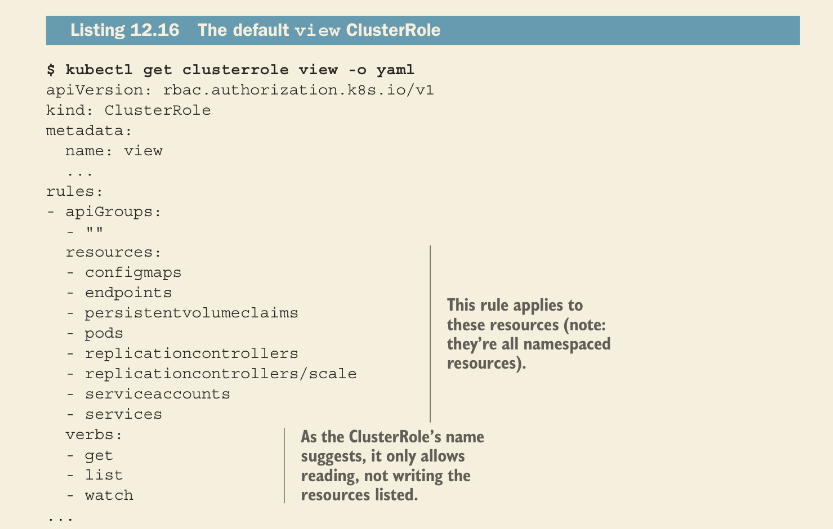 Listing 12.16 The default view ClusterRole
$ kubectl get clusterrole view -o yaml
apiVersion: rbac.authorization.k8s.io/v1
kind: ClusterRole
metadata:
  name: view
  ...
rules:
- apiGroups:
  - ""
  resources:
  - configmaps
  - endpoints
  - persistentvolumeclaims
  - pods
  - replicationcontrollers
  - replicationcontrollers/scale
  - serviceaccounts
  - services
This rule applies to
these resources (note:
they're all namespaced
resources).
  verbs:
  - get
  - list
  - watch
As the ClusterRole's name
suggests, it only allows
reading, not writing the
resources listed.
...